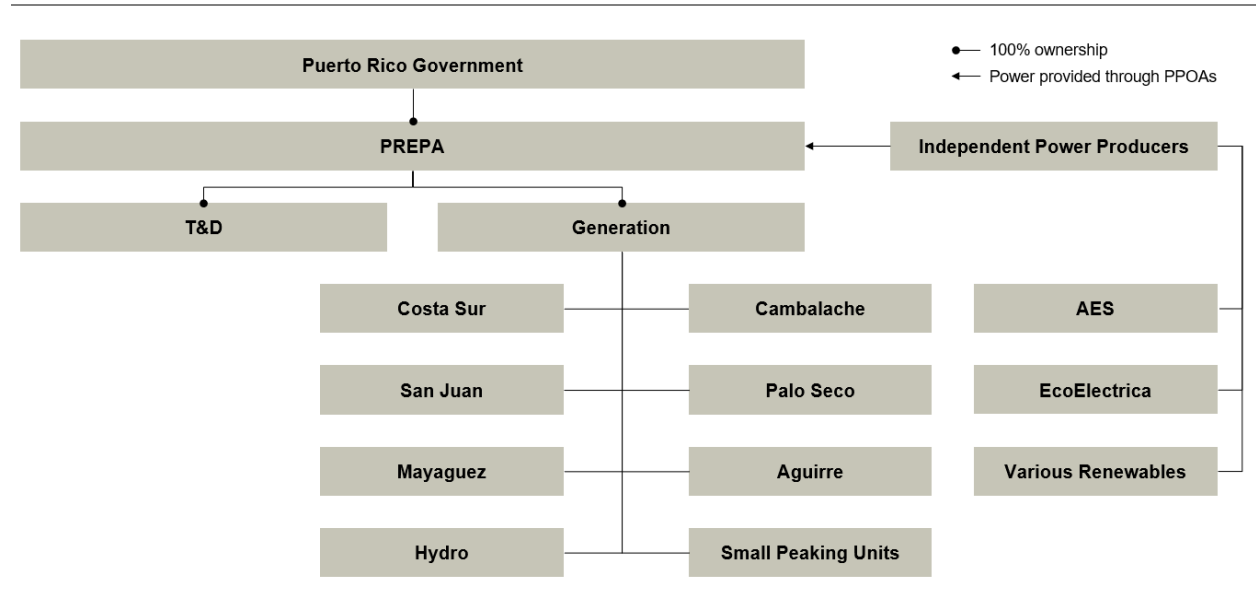 100% ownership
Puerto Rico Government
Power provided through PPOAs
PREPA
Independent Power Producers
T&D
Generation
Costa Sur
Cambalache
AES
San Juan
Palo Seco
EcoElectrica
Mayaguez
Aguirre
Various Renewables
Hydro
Small Peaking Units